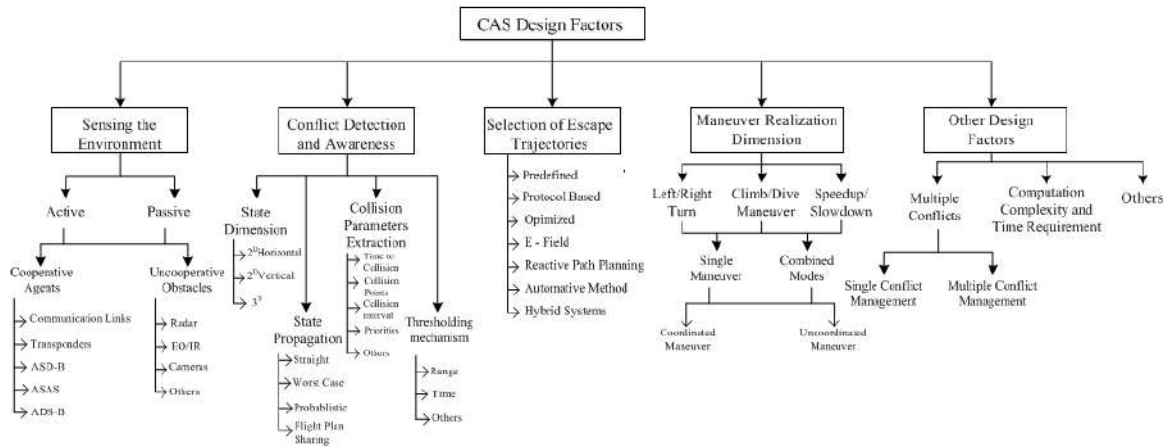 CAS Design Factors
Sensing the
Environment
Active
Passive
Cooperative
Agents
Communication Links
Transponders
ASD-B
ASAS
ADS-B
Uncooperative
Obstacles
Radar
EO/IR
Cameras
Others
Conflict Detection
and Awareness
State
Dimension
2ᴰHorizontal
2ᴰVertical
3ᴰ
State
Propagation
Straight
Worst Case
Probablistic
Flight Plan
Sharing
Collision
Parameters
Extraction
Time to
Collision
Collision
Points
Collision
interval
Priorities
Others
Thresholding
mechanism
Range
Time
Others
Selection of Escape
Trajectories
Predefined
Protocol Based
Optimized
E - Field
Reactive Path Planning
Automative Method
Hybrid Systems
Maneuver Realization
Dimension
Left/Right
Turn
Climb/Dive
Maneuver
Speedup/
Slowdown
Single
Maneuver
Combined
Modes
Coordinated
Maneuver
Uncoordinated
Maneuver
Other Design
Factors
Multiple
Conflicts
Computation
Complexity and
Time Requirement
Others
Single Conflict
Management
Multiple Conflict
Management